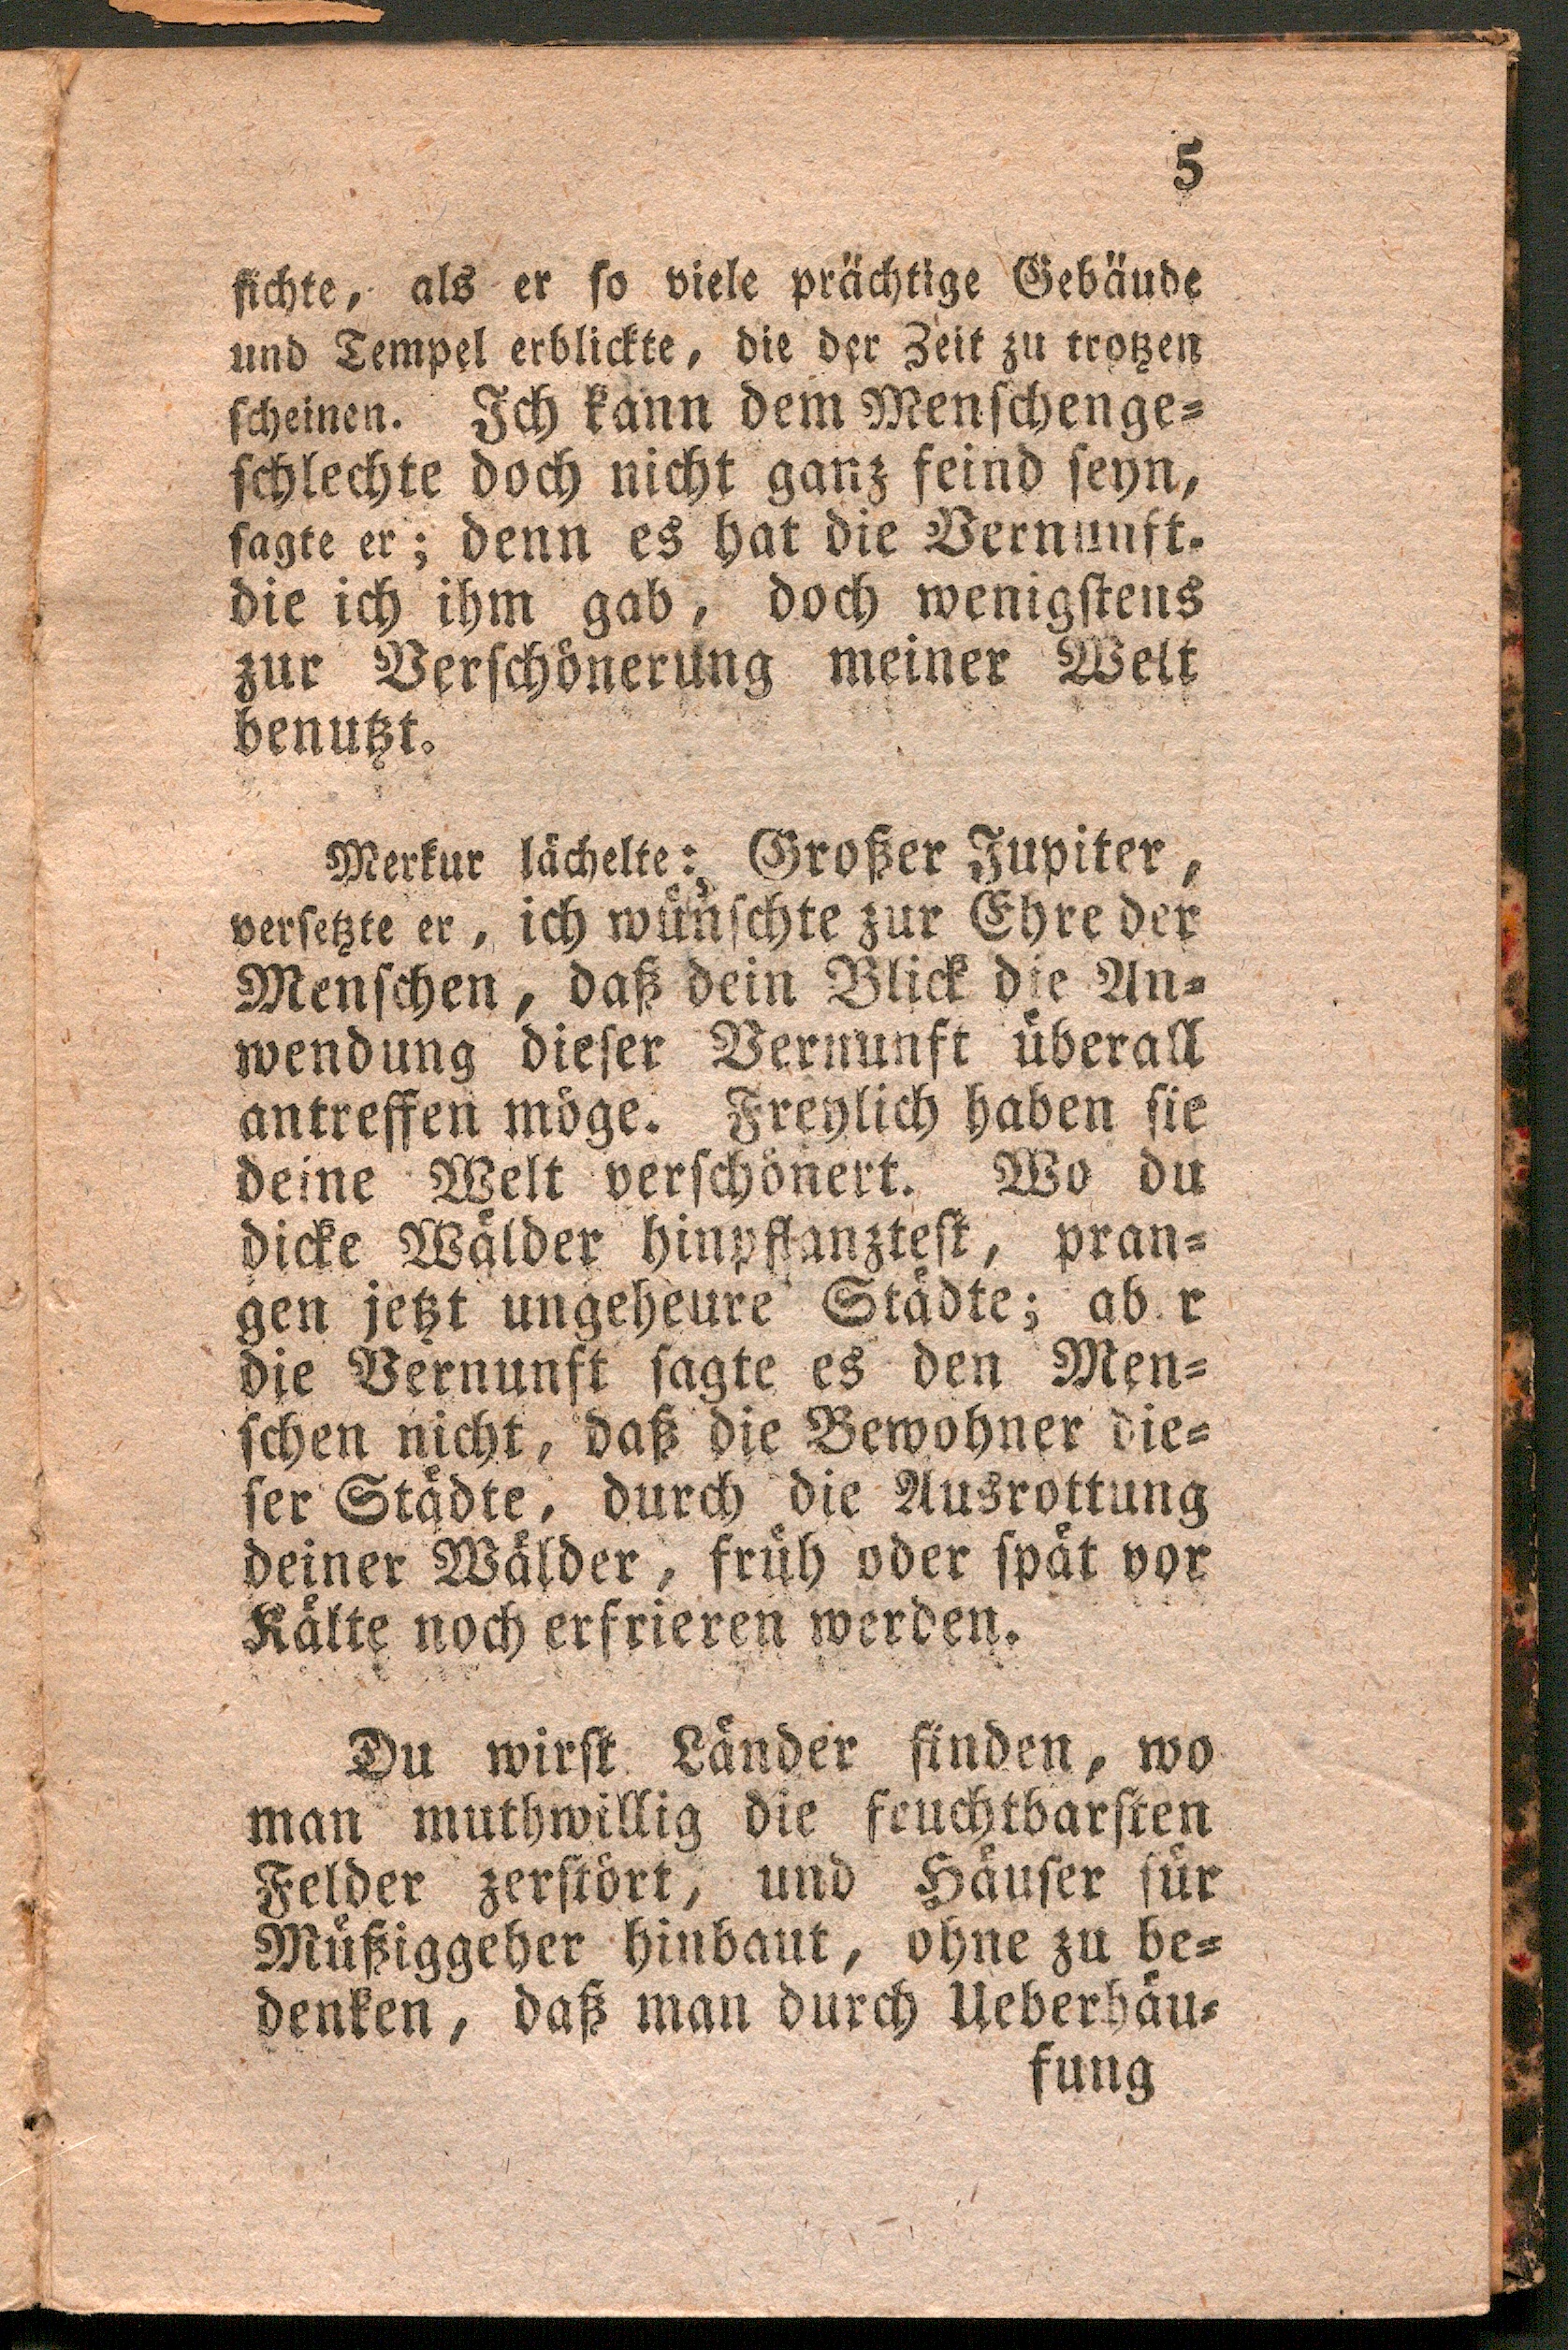 5
ſichte, als er ſo viele prächtige Gebäude
und Tempel erblickte, die der Zeit zu trotzen
ſcheinen. Ich kann dem Menſchenge⸗
ſchlechte doch nicht ganz feind ſeyn,
ſagte er; denn es hat die Vernunft.
die ich ihm gab, doch wenigſtens
zur Verſchönerung meiner Welt
benutzt.
Merkur lächelte: Großer Jupiter,
verſetzte er, ich wünſchte zur Ehre der
Menſchen, daß dein Blick die An⸗
wendung dieſer Vernunft überall
antreffen möge. Freylich haben ſie
deine Welt verſchönert. Wo du
dicke Wälder hinpflanzteſt, pran⸗
gen jetzt ungeheure Städte; ab r
die Vernunft ſagte es den Men⸗
ſchen nicht, daß die Bewohner die⸗
ſer Städte, durch die Ausrottung
deiner Wälder, früh oder ſpät vor
Kälte noch erfrieren werden.
Du wirſt Länder finden, wo
man muthwillig die fruchtbarſten
Felder zerſtört, und Häuſer für
Müßiggeher hinbaut, ohne zu be⸗
denken, daß man durch Ueberhäu⸗
fung